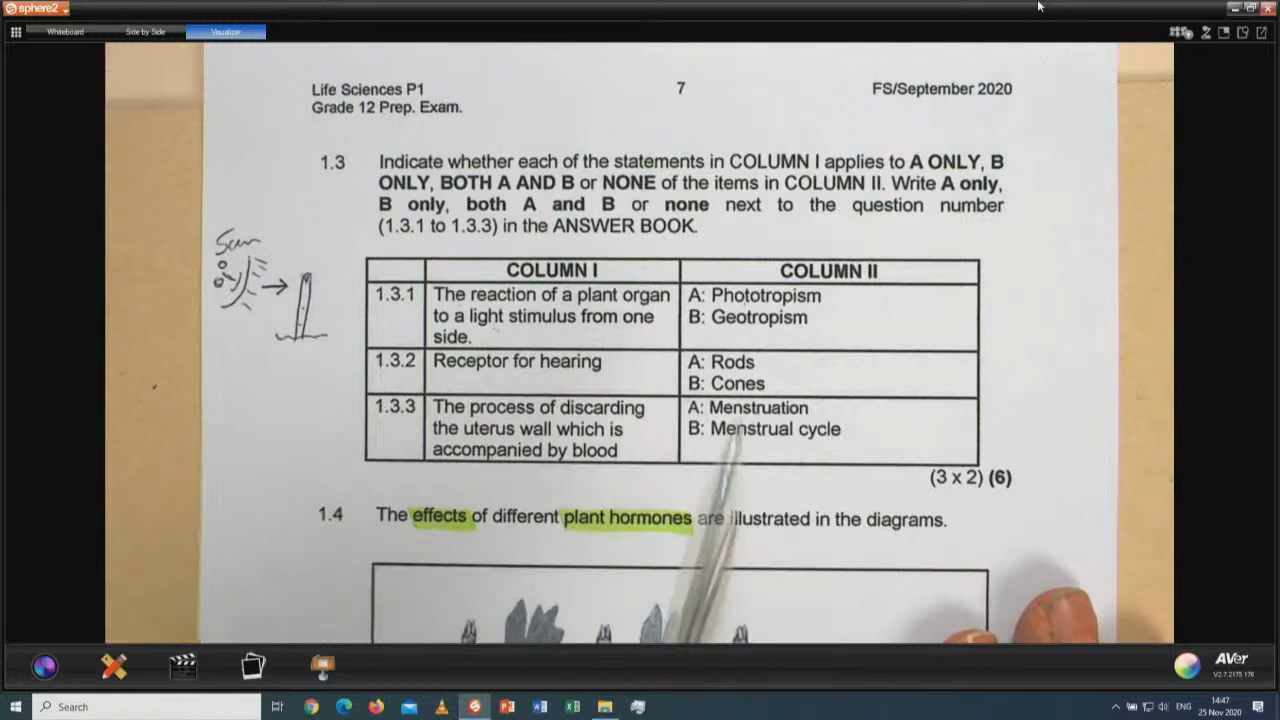 sphere2
Whiteboard
Side by Side
Visualizer
Life Sciences P1
7
FS/September 2020
Grade 12 Prep. Exam.
1.3 Indicate whether each of the statements in COLUMN I applies to A ONLY, B
ONLY, BOTH A AND B or NONE of the items in COLUMN II. Write A only,
B only, both A and B or none next to the question number
(1.3.1 to 1.3.3) in the ANSWER BOOK.
Sun
COLUMN I
COLUMN II
1.3.1 The reaction of a plant organ
to a light stimulus from one
side.
A: Phototropism
B: Geotropism
1.3.2 Receptor for hearing
A: Rods
B: Cones
1.3.3 The process of discarding
the uterus wall which is
accompanied by blood
A: Menstruation
B: Menstrual cycle
(3 x 2) (6)
1.4 The effects of different plant hormones are illustrated in the diagrams.
AVer
V2.7.2175.176
Search
ENG
14:47
25 Nov 2020